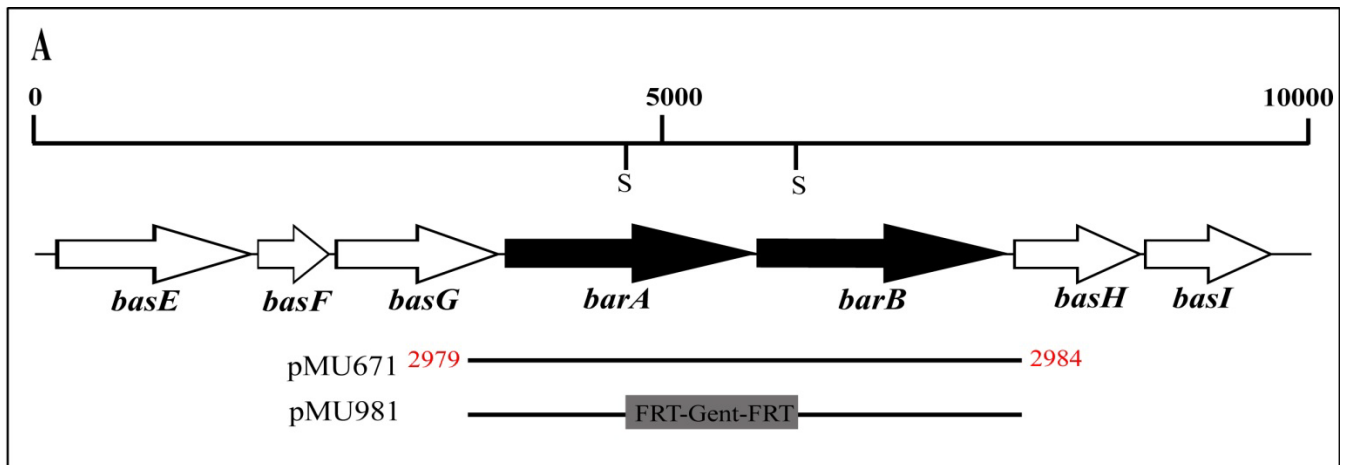 A
0 5000 10000
S S
basE basF basG barA barB basH basI
pMU671 2979 2984
pMU981 FRT-Gent-FRT